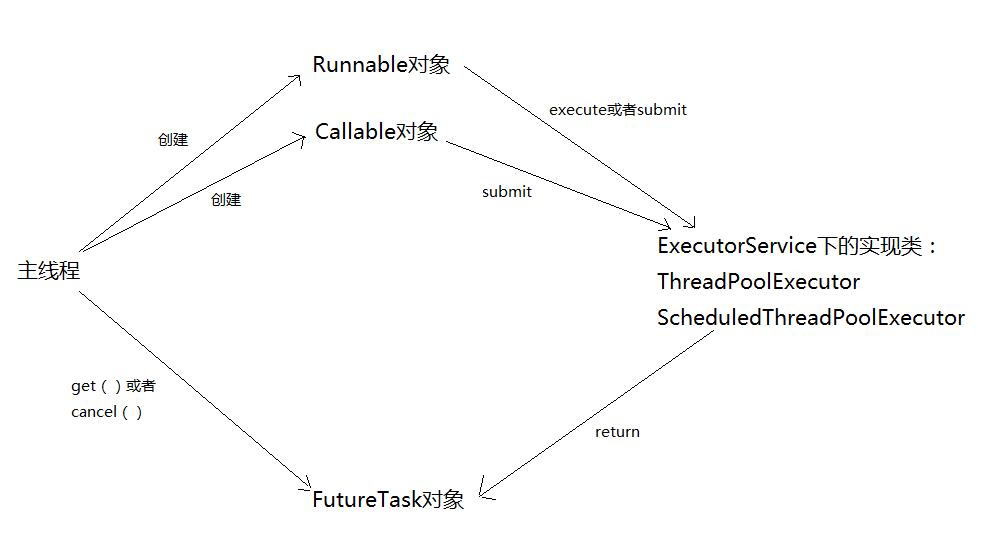 Runnable对象
execute或者submit
Callable对象
创建
submit
创建
ExecutorService下的实现类：
主线程
ThreadPoolExecutor
ScheduledThreadPoolExecutor
get（）或者
cancel（）
return
FutureTask对象